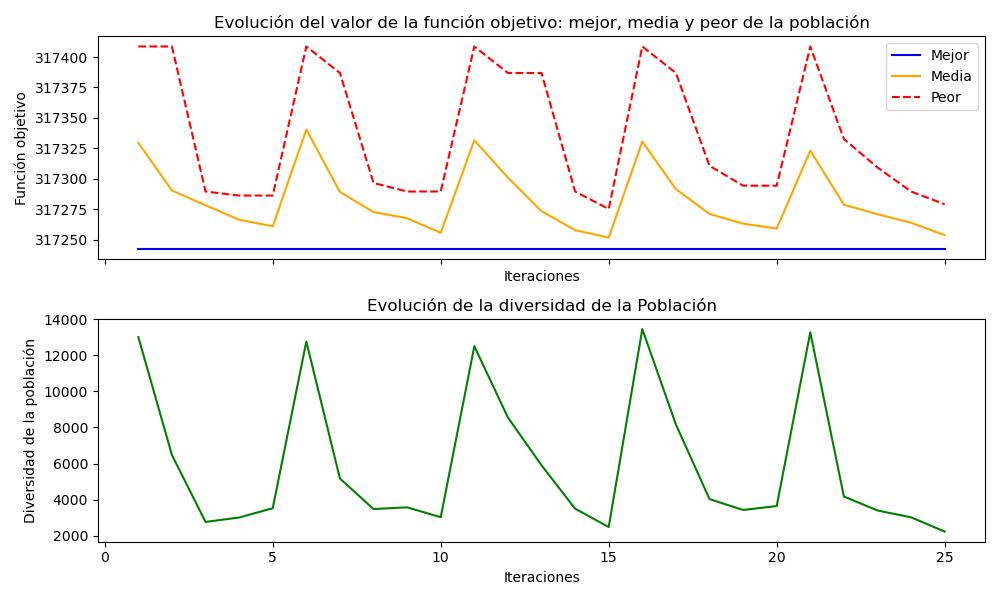 Evolución del valor de la función objetivo: mejor, media y peor de la población
317400
317375
317350
317325
317300
317275
317250
Función objetivo
Mejor
Media
Peor
Iteraciones
Evolución de la diversidad de la Población
14000
12000
10000
8000
6000
4000
2000
Diversidad de la población
0 5 10 15 20 25
Iteraciones